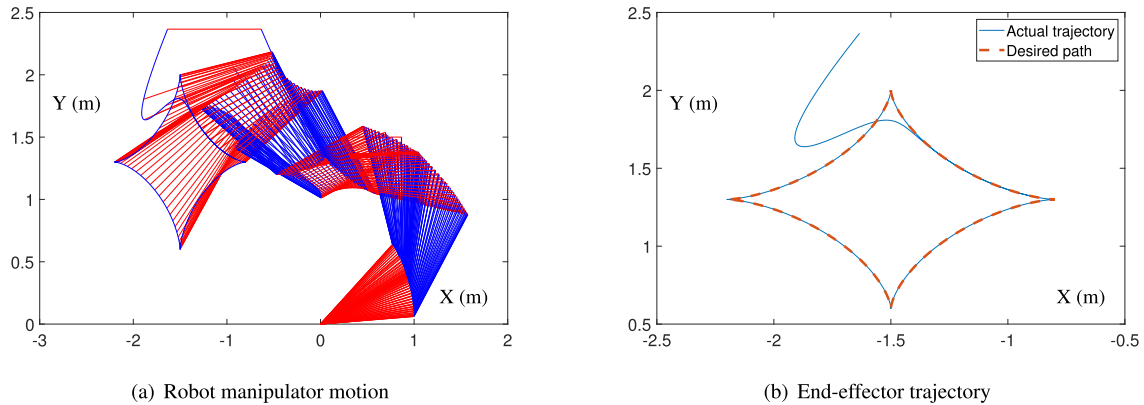 2.5
2
1.5
1
0.5
0
-3
-2
-1
0
1
2
Y (m)
X (m)
(a) Robot manipulator motion
2.5
2
1.5
1
0.5
-2.5
-2
-1.5
-1
-0.5
Y (m)
X (m)
Actual trajectory
Desired path
(b) End-effector trajectory